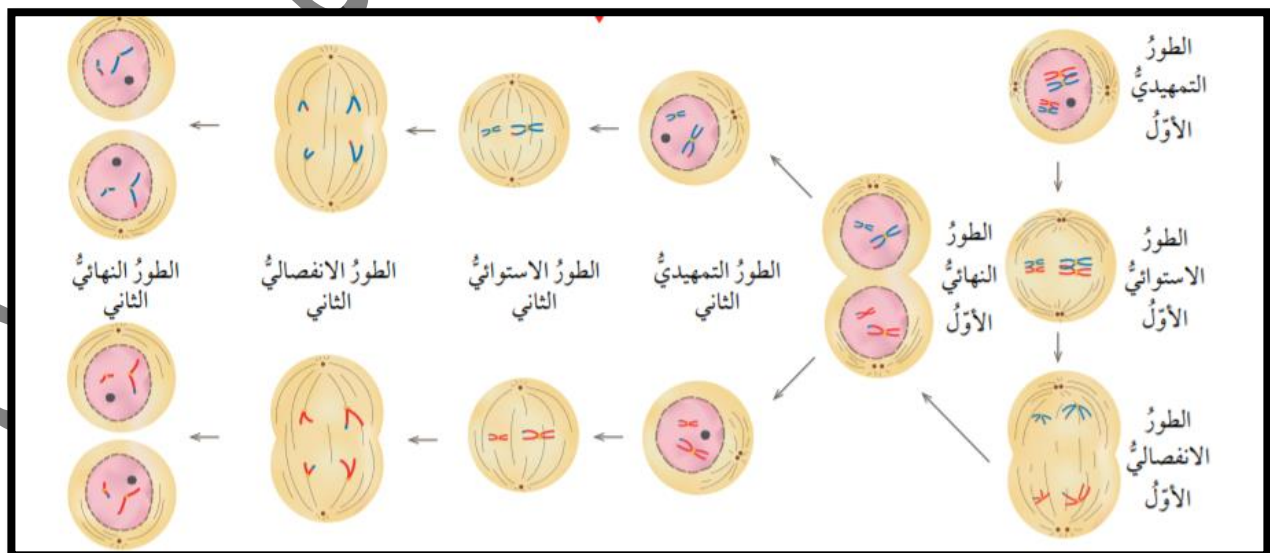 الطورُ
التمهيديُّ
الأوّلُ
الطورُ
الاستوائيُّ
الأوّلُ
الطورُ
الانفصاليُّ
الأوّلُ
الطورُ
النهائيُّ
الأوّلُ
الطورُ التمهيديُّ
الثاني
الطورُ الاستوائيُّ
الثاني
الطورُ الانفصاليُّ
الثاني
الطورُ النهائيُّ
الثاني